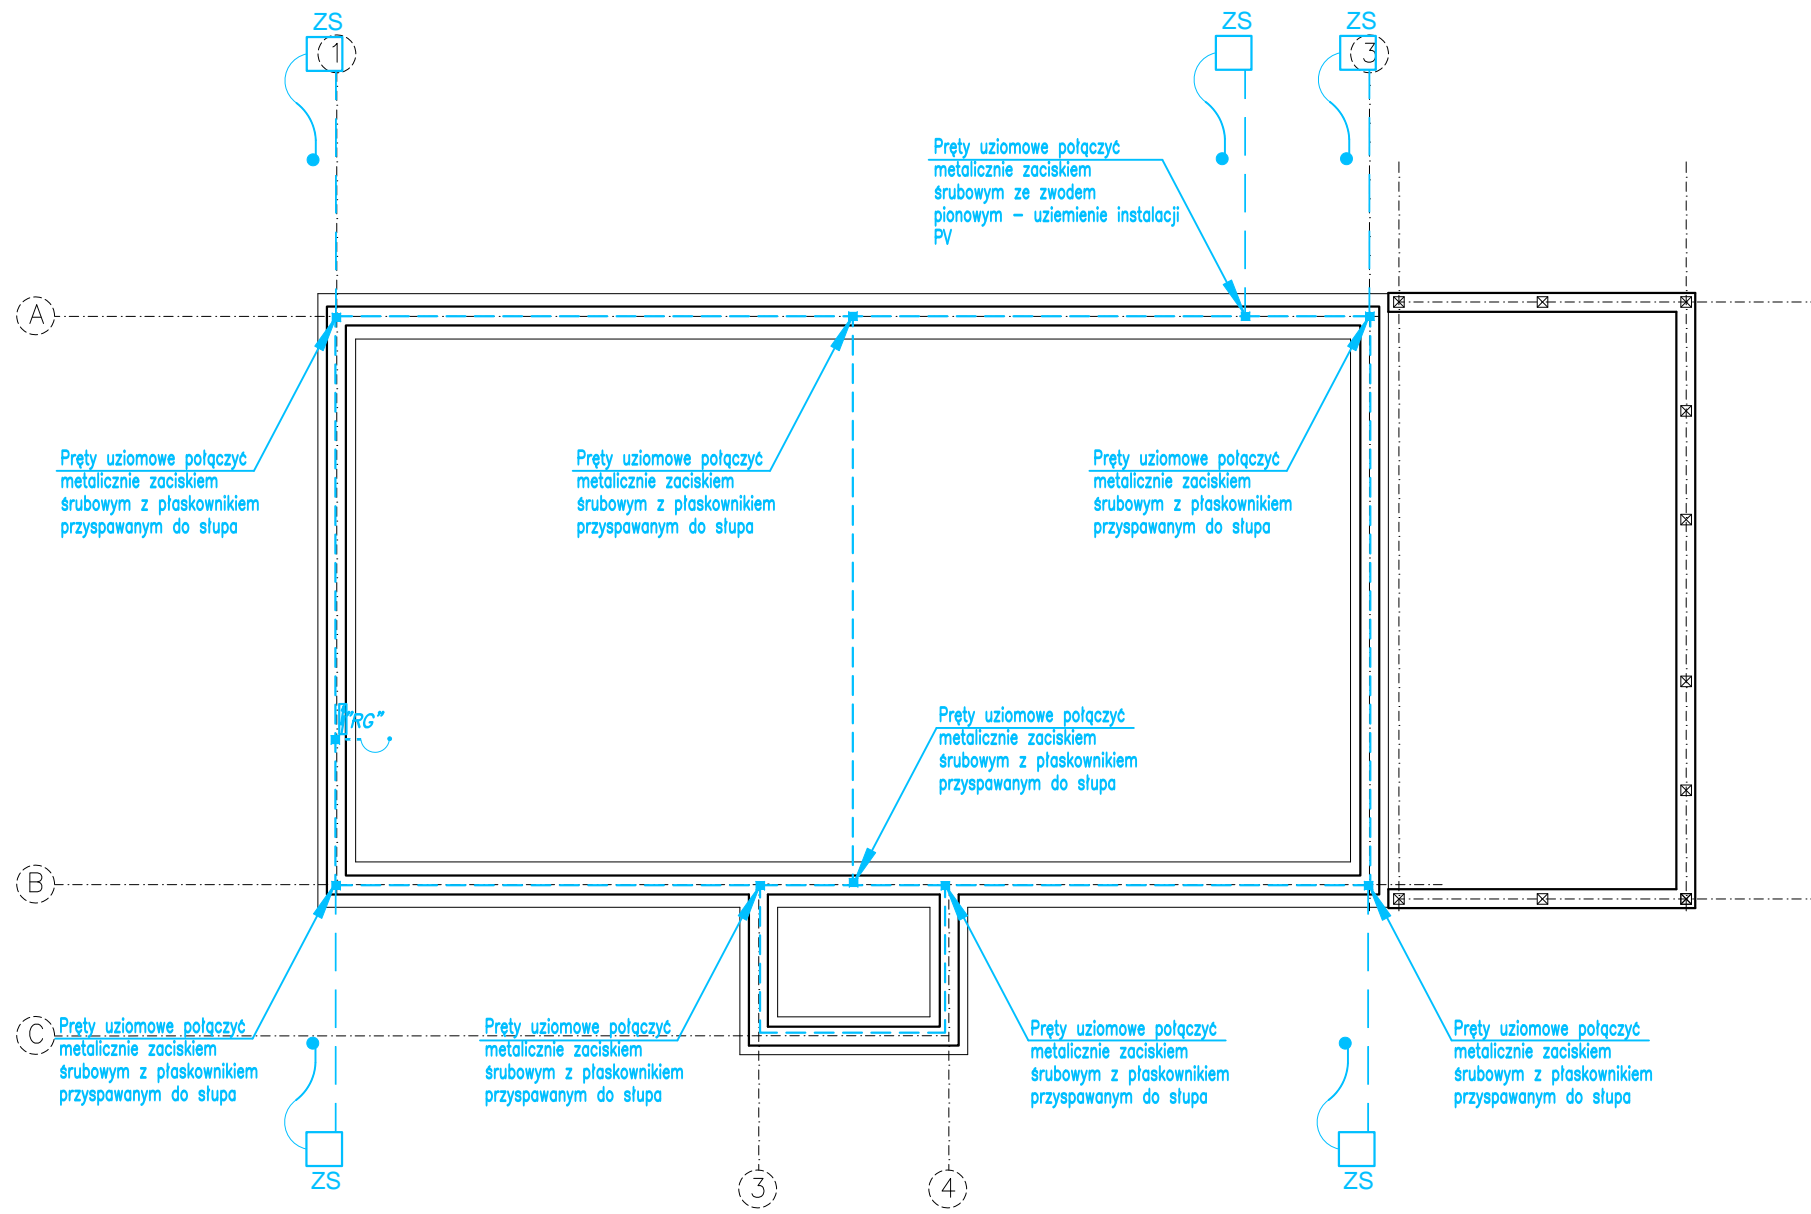 ZS
ZS
ZS
1
3
Pręty uziomowe połączyć
metalicznie zaciskiem
śrubowym ze zwodem
pionowym – uziemienie instalacji
PV
A
Pręty uziomowe połączyć
metalicznie zaciskiem
śrubowym z płaskownikiem
przyspawanym do słupa
Pręty uziomowe połączyć
metalicznie zaciskiem
śrubowym z płaskownikiem
przyspawanym do słupa
Pręty uziomowe połączyć
metalicznie zaciskiem
śrubowym z płaskownikiem
przyspawanym do słupa
"RG"
Pręty uziomowe połączyć
metalicznie zaciskiem
śrubowym z płaskownikiem
przyspawanym do słupa
B
C
Pręty uziomowe połączyć
metalicznie zaciskiem
śrubowym z płaskownikiem
przyspawanym do słupa
Pręty uziomowe połączyć
metalicznie zaciskiem
śrubowym z płaskownikiem
przyspawanym do słupa
Pręty uziomowe połączyć
metalicznie zaciskiem
śrubowym z płaskownikiem
przyspawanym do słupa
Pręty uziomowe połączyć
metalicznie zaciskiem
śrubowym z płaskownikiem
przyspawanym do słupa
ZS
3
4
ZS